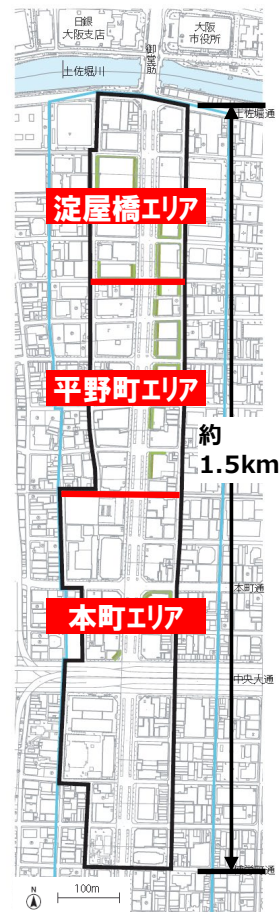 日銀
大阪支店
大阪
市役所
御堂筋
土佐堀川
土佐堀通
淀屋橋エリア
平野町エリア
約
1.5km
本町通
本町エリア
中央大通
N
100m